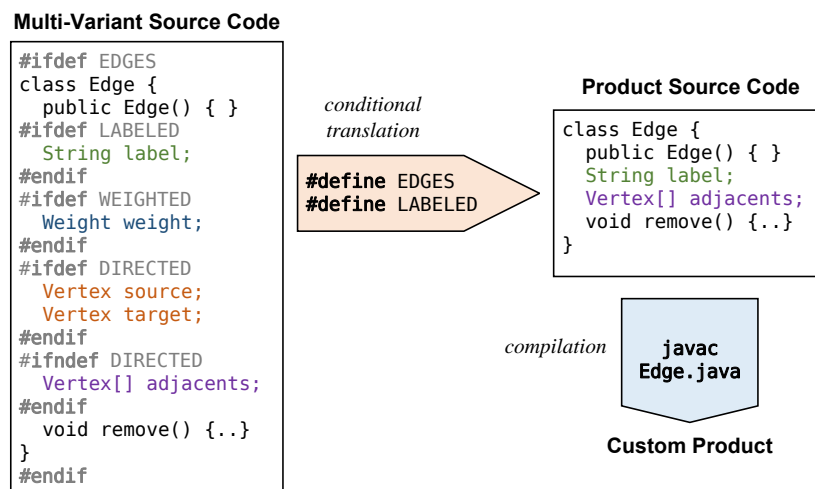 Multi-Variant Source Code
#ifdef EDGES
class Edge {
  public Edge() { }
#ifdef LABELED
  String label;
#endif
#ifdef WEIGHTED
  Weight weight;
#endif
#ifdef DIRECTED
  Vertex source;
  Vertex target;
#endif
#ifndef DIRECTED
  Vertex[] adjacents;
#endif
  void remove() {..}
}
#endif
conditional
translation
#define EDGES
#define LABELED
Product Source Code
class Edge {
  public Edge() { }
  String label;
  Vertex[] adjacents;
  void remove() {..}
}
compilation
javac
Edge.java
Custom Product